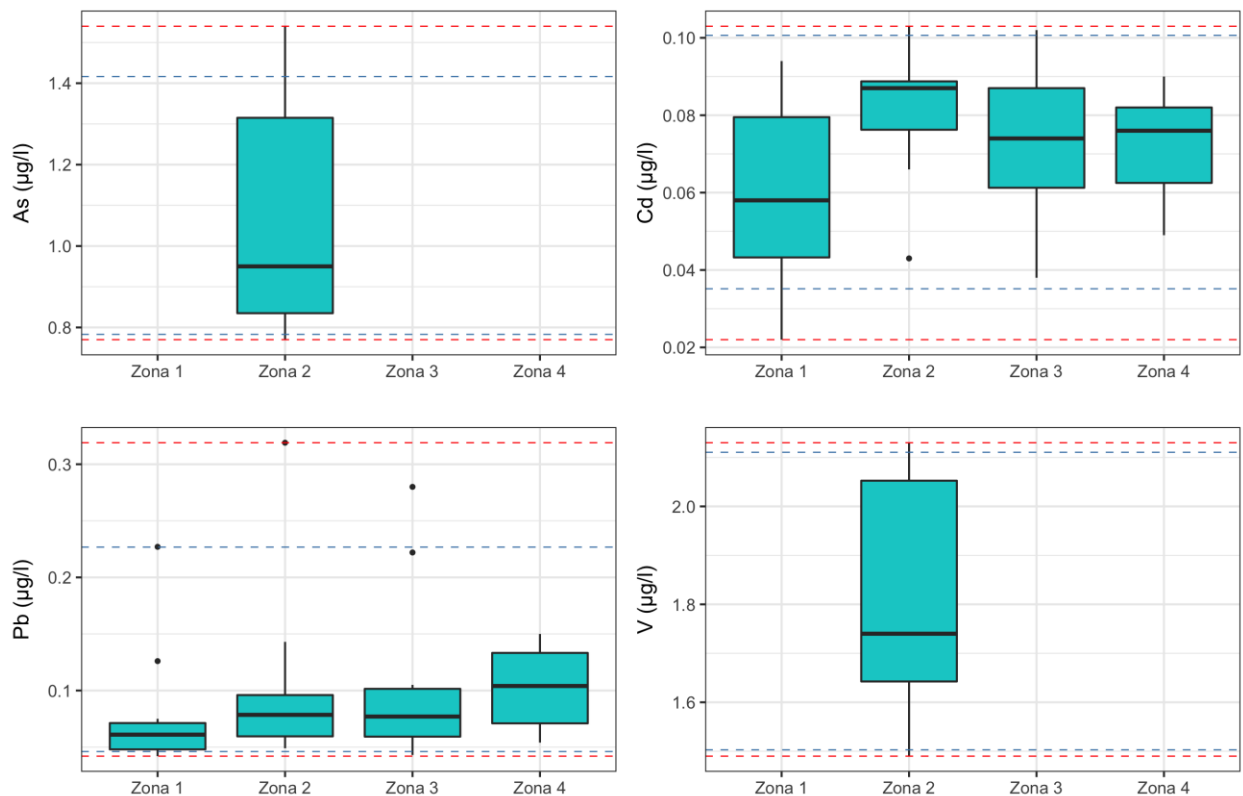 As (µg/l)
1.4
1.2
1.0
0.8
Zona 1 Zona 2 Zona 3 Zona 4
Cd (µg/l)
0.10
0.08
0.06
0.04
0.02
Zona 1 Zona 2 Zona 3 Zona 4
Pb (µg/l)
0.3
0.2
0.1
Zona 1 Zona 2 Zona 3 Zona 4
V (µg/l)
2.0
1.8
1.6
Zona 1 Zona 2 Zona 3 Zona 4